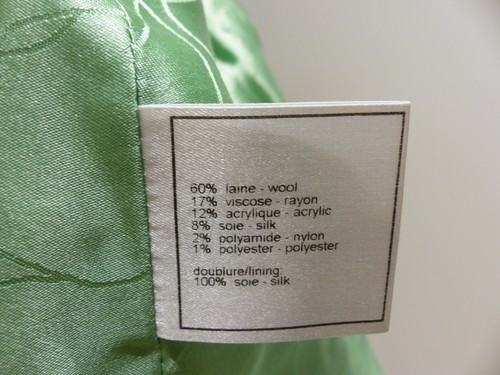 60% laine - wool
17% viscose - rayon
12% acrylique - acrylic
8% soie - silk
2% polyamide - nylon
1% polyester - polyester
doublure/lining:
100% soie - silk